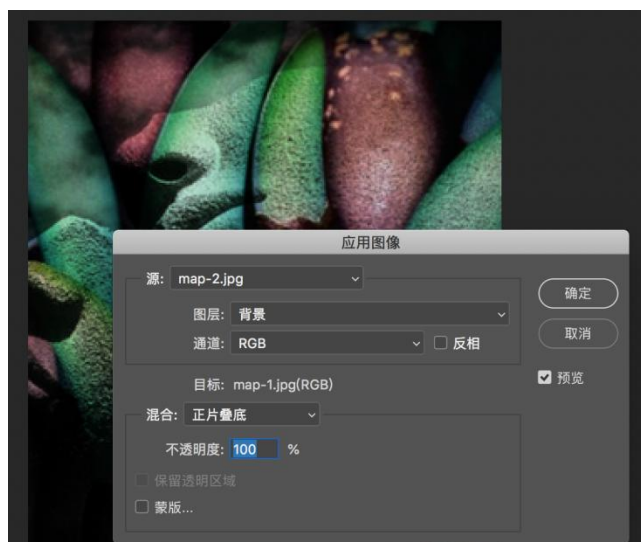 应用图像
源: map-2.jpg
确定
图层: 背景
通道: RGB
反相
取消
目标: map-1.jpg(RGB)
预览
混合: 正片叠底
不透明度: 100 %
保留透明区域
蒙版...